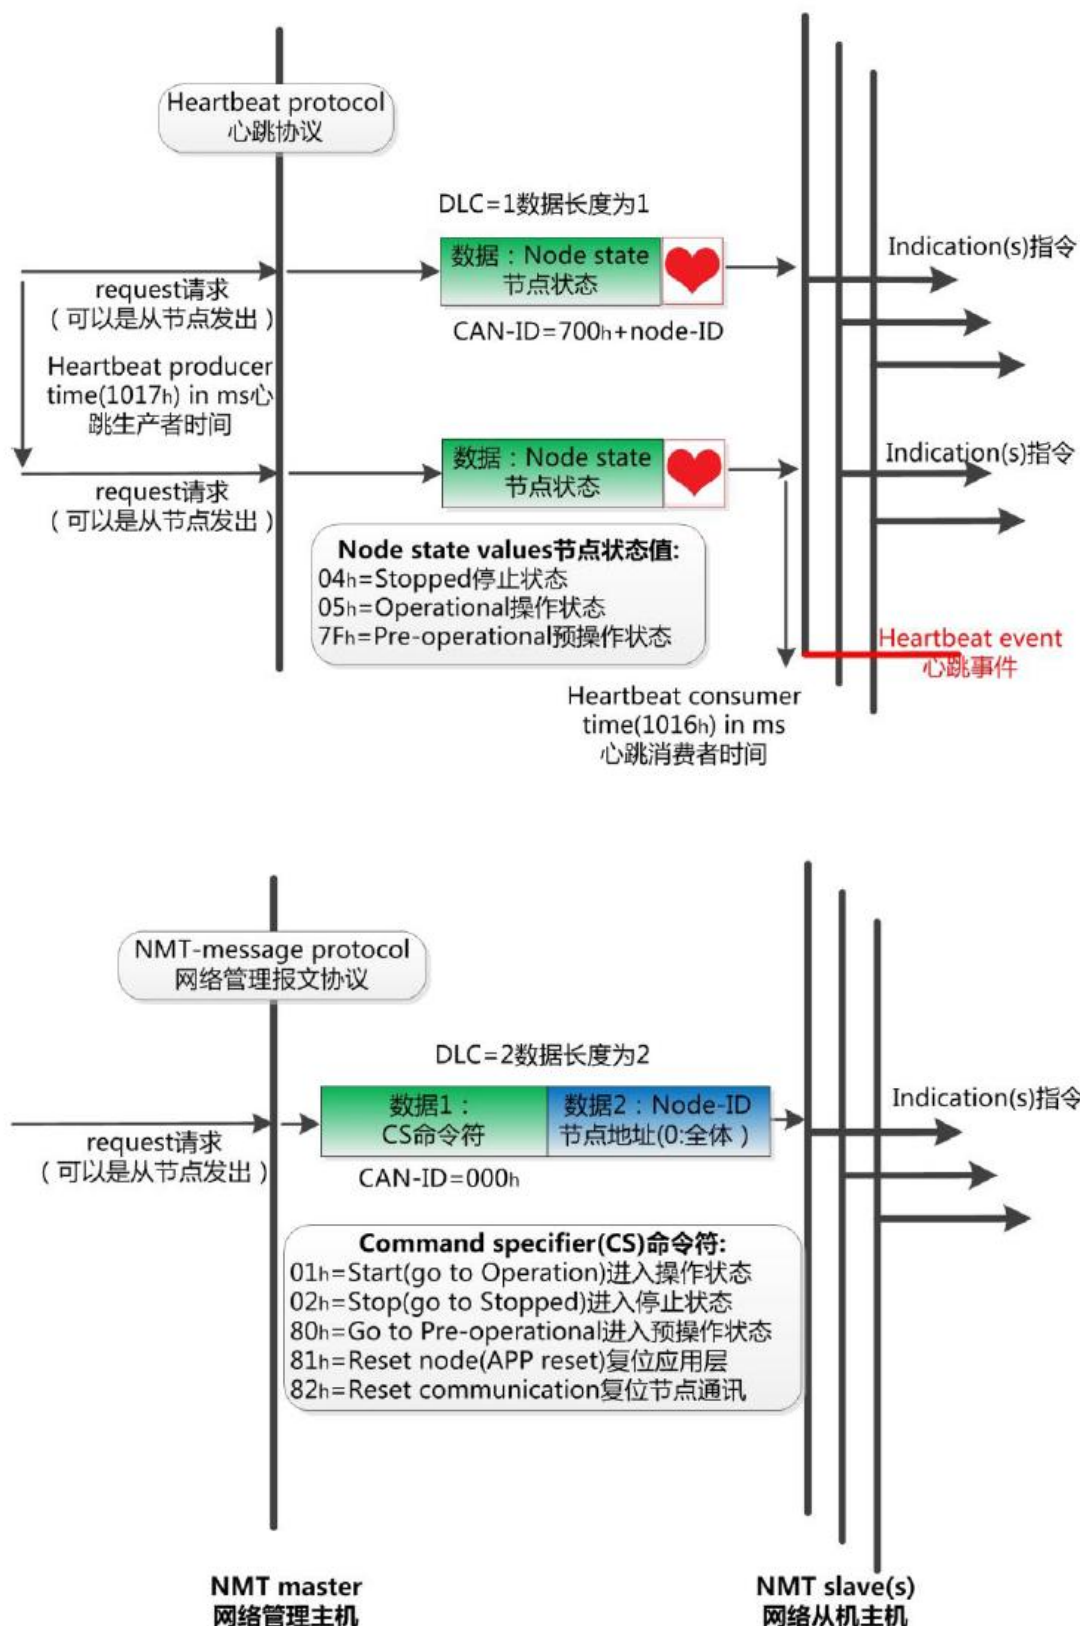 Heartbeat protocol
心跳协议
DLC=1数据长度为1
数据：Node state
节点状态
Indication(s)指令
request请求
（可以是从节点发出）
CAN-ID=700h+node-ID
Heartbeat producer
time(1017h) in ms心
跳生产者时间
数据：Node state
节点状态
Indication(s)指令
request请求
（可以是从节点发出）
Node state values节点状态值:
04h=Stopped停止状态
05h=Operational操作状态
7Fh=Pre-operational预操作状态
Heartbeat event
心跳事件
Heartbeat consumer
time(1016h) in ms
心跳消费者时间
NMT-message protocol
网络管理报文协议
DLC=2数据长度为2
数据1：
CS命令符
数据2：Node-ID
节点地址(0:全体）
Indication(s)指令
request请求
（可以是从节点发出）
CAN-ID=000h
Command specifier(CS)命令符:
01h=Start(go to Operation)进入操作状态
02h=Stop(go to Stopped)进入停止状态
80h=Go to Pre-operational进入预操作状态
81h=Reset node(APP reset)复位应用层
82h=Reset communication复位节点通讯
NMT master
网络管理主机
NMT slave(s)
网络从机主机